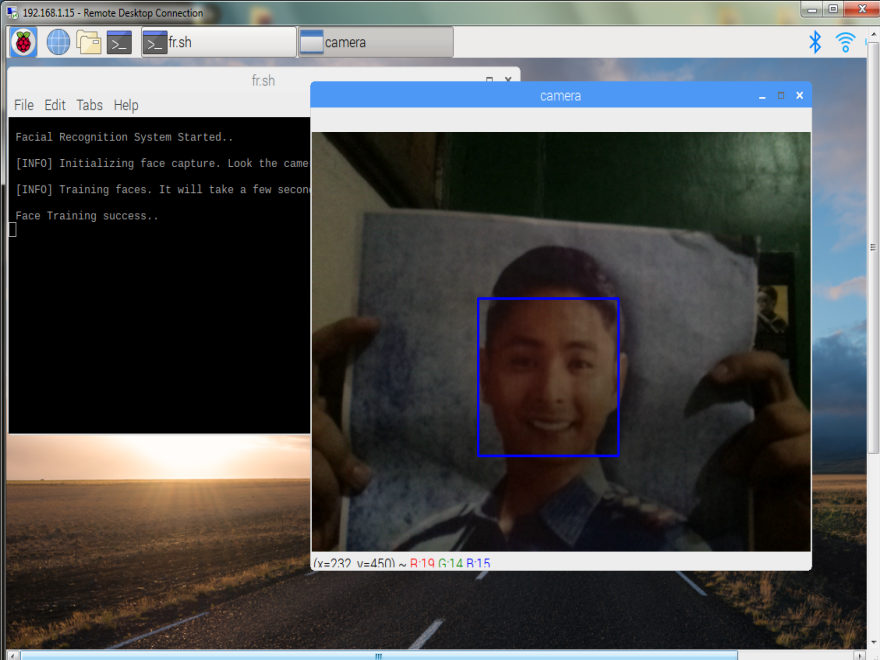 192.168.1.15 - Remote Desktop Connection
fr.sh
camera
fr.sh
File Edit Tabs Help
Facial Recognition System Started..
[INFO] Initializing face capture. Look the came
[INFO] Training faces. It will take a few secon
Face Training success..
camera
(x=232, y=450) ~ R:19 G:14 B:15